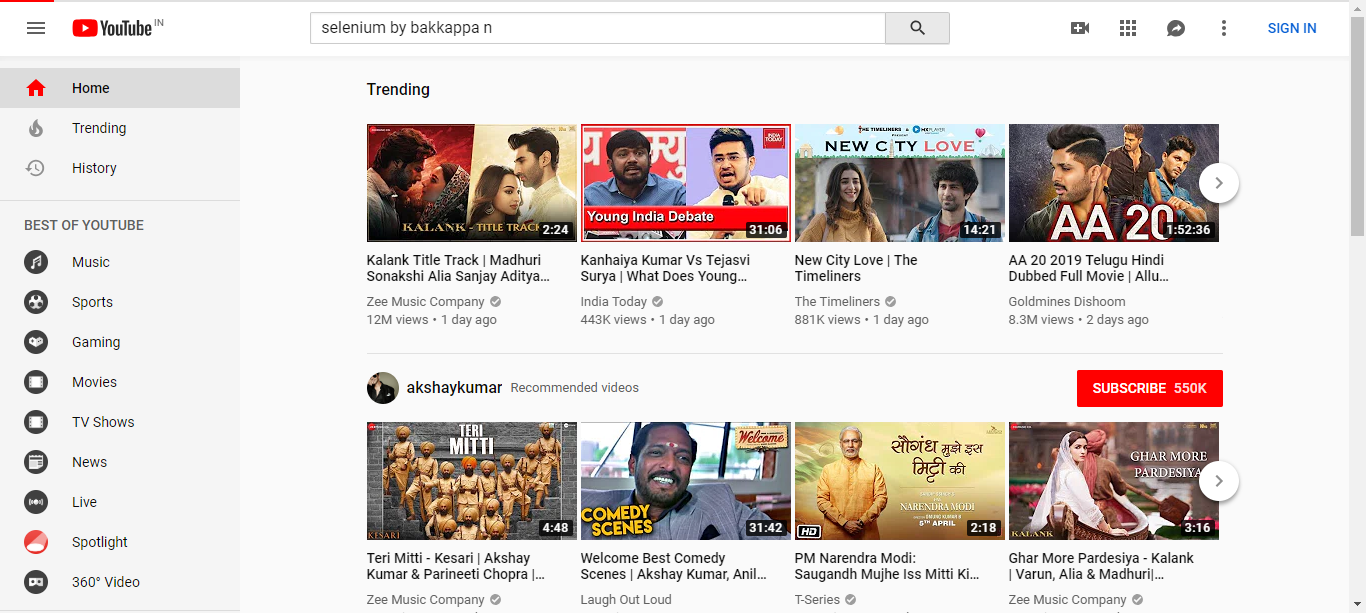 YouTube IN
selenium by bakkappa n
SIGN IN
Home
Trending
History
BEST OF YOUTUBE
Music
Sports
Gaming
Movies
TV Shows
News
Live
Spotlight
360° Video
Trending
KALANK - TITLE TRACK
2:24
INDIA TODAY
Young India Debate
31:06
THE TIMELINERS & MXPLAYER
NEW CITY LOVE
14:21
AA 20
1:52:36
Kalank Title Track | Madhuri
Sonakshi Alia Sanjay Aditya...
Zee Music Company
12M views • 1 day ago
Kanhaiya Kumar Vs Tejasvi
Surya | What Does Young...
India Today
443K views • 1 day ago
New City Love | The
Timeliners
The Timeliners
881K views • 1 day ago
AA 20 2019 Telugu Hindi
Dubbed Full Movie | Allu...
Goldmines Dishoom
8.3M views • 2 days ago
akshaykumar Recommended videos
SUBSCRIBE 550K
TERI
MITTI
KESARI
4:48
Welcome
COMEDY
SCENES
31:42
सौगंध मुझे इस
मिट्टी की
NARENDRA MODI
5TH APRIL
HD
2:18
GHAR MORE
PARDESIYA
KALANK
3:16
Teri Mitti - Kesari | Akshay
Kumar & Parineeti Chopra |...
Zee Music Company
Welcome Best Comedy
Scenes | Akshay Kumar, Anil...
Laugh Out Loud
PM Narendra Modi:
Saugandh Mujhe Iss Mitti Ki...
T-Series
Ghar More Pardesiya - Kalank
| Varun, Alia & Madhuri|...
Zee Music Company